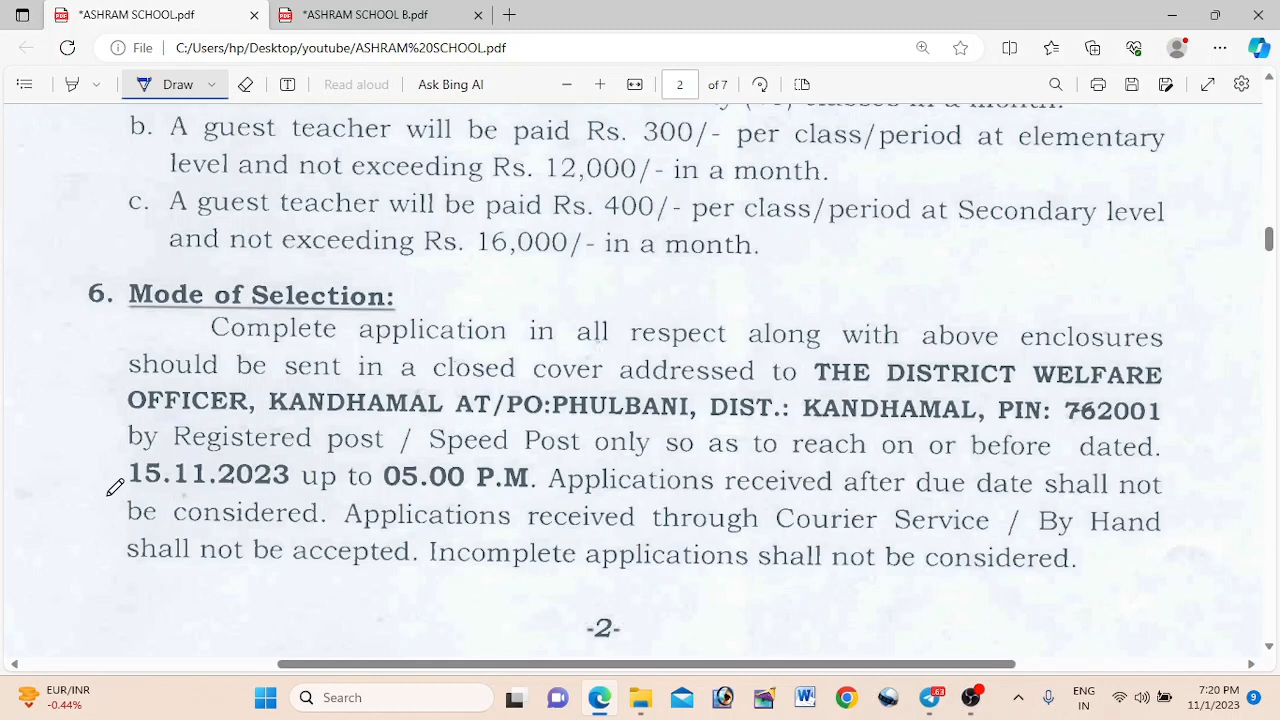 *ASHRAM SCHOOL.pdf
*ASHRAM SCHOOL B.pdf
File
C:/Users/hp/Desktop/youtube/ASHRAM%20SCHOOL.pdf
Draw
Read aloud
Ask Bing AI
2 of 7
classes in a month.
b. A guest teacher will be paid Rs. 300/- per class/period at elementary
level and not exceeding Rs. 12,000/- in a month.
c. A guest teacher will be paid Rs. 400/- per class/period at Secondary level
and not exceeding Rs. 16,000/- in a month.
6. Mode of Selection:
Complete application in all respect along with above enclosures
should be sent in a closed cover addressed to THE DISTRICT WELFARE
OFFICER, KANDHAMAL AT/PO:PHULBANI, DIST.: KANDHAMAL, PIN: 762001
by Registered post / Speed Post only so as to reach on or before dated.
15.11.2023 up to 05.00 P.M. Applications received after due date shall not
be considered. Applications received through Courier Service / By Hand
shall not be accepted. Incomplete applications shall not be considered.
-2-
EUR/INR
-0.44%
Search
63
ENG
IN
7:20 PM
11/1/2023
9